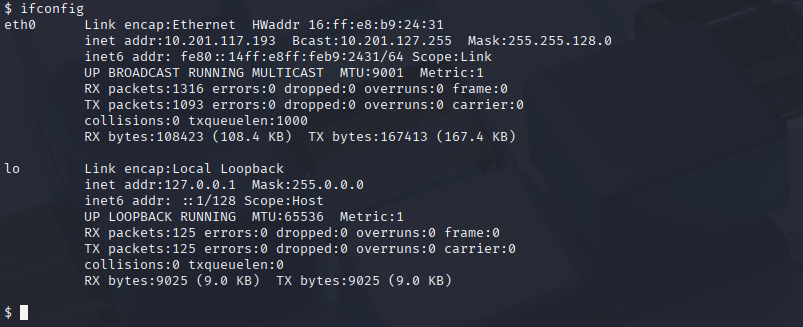 $ ifconfig
eth0      Link encap:Ethernet  HWaddr 16:ff:e8:b9:24:31
          inet addr:10.201.117.193  Bcast:10.201.127.255  Mask:255.255.128.0
          inet6 addr: fe80::14ff:e8ff:feb9:2431/64 Scope:Link
          UP BROADCAST RUNNING MULTICAST  MTU:9001  Metric:1
          RX packets:1316 errors:0 dropped:0 overruns:0 frame:0
          TX packets:1093 errors:0 dropped:0 overruns:0 carrier:0
          collisions:0 txqueuelen:1000
          RX bytes:108423 (108.4 KB)  TX bytes:167413 (167.4 KB)
lo        Link encap:Local Loopback
          inet addr:127.0.0.1  Mask:255.0.0.0
          inet6 addr: ::1/128 Scope:Host
          UP LOOPBACK RUNNING  MTU:65536  Metric:1
          RX packets:125 errors:0 dropped:0 overruns:0 frame:0
          TX packets:125 errors:0 dropped:0 overruns:0 carrier:0
          collisions:0 txqueuelen:0
          RX bytes:9025 (9.0 KB)  TX bytes:9025 (9.0 KB)
$